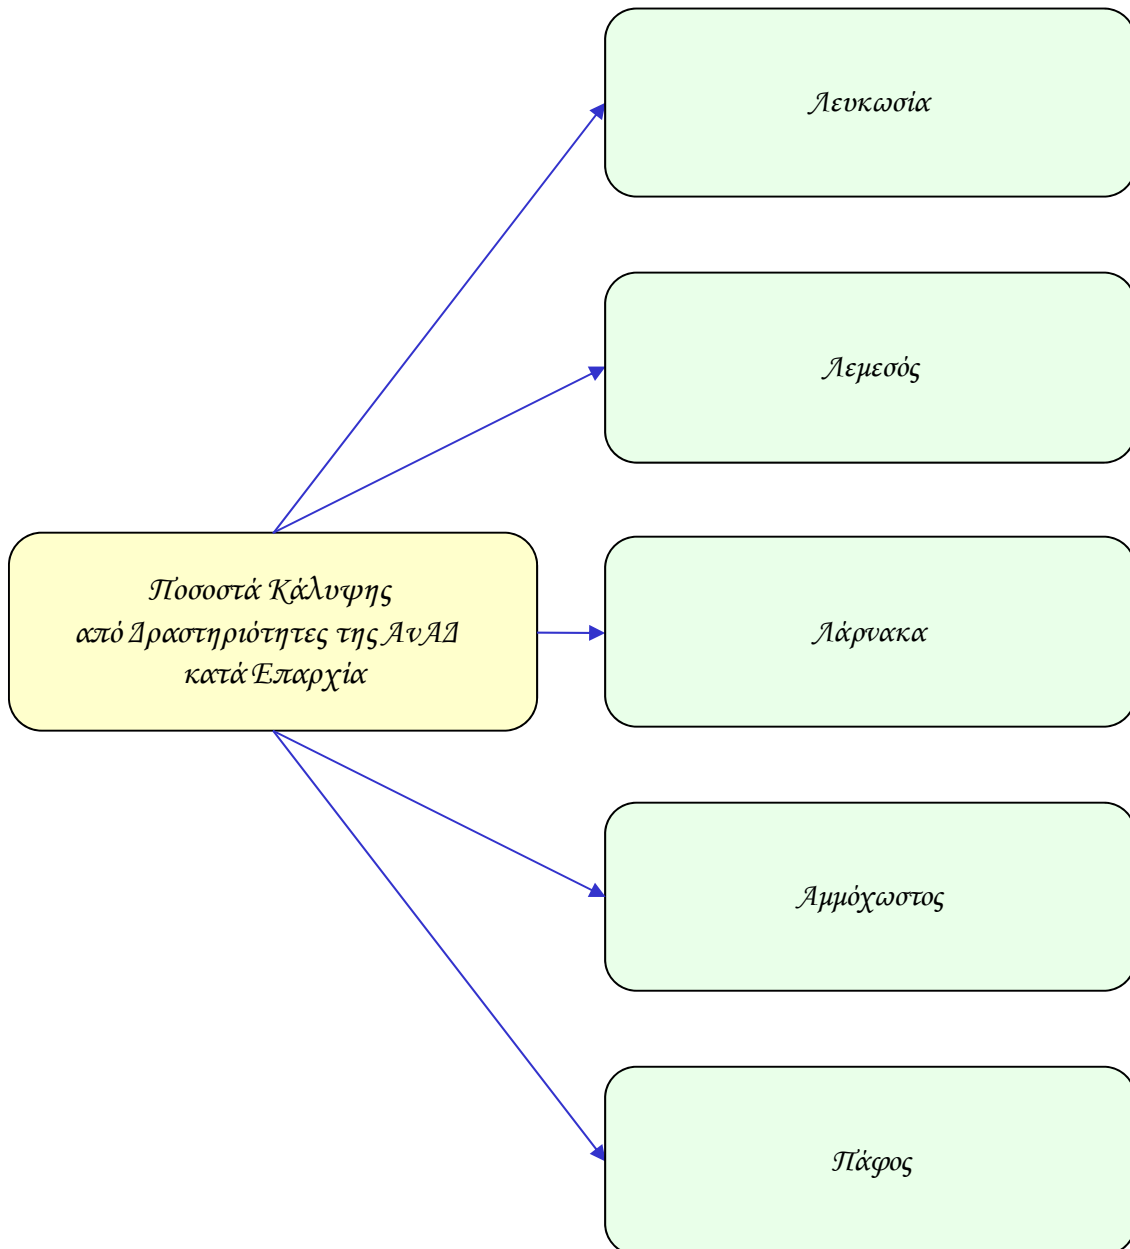 Λευκωσία
Λεμεσός
Ποσοστά Κάλυψης
από Δραστηριότητες της ΑνΑΔ
κατά Επαρχία
Λάρνακα
Αμμόχωστος
Πάφος